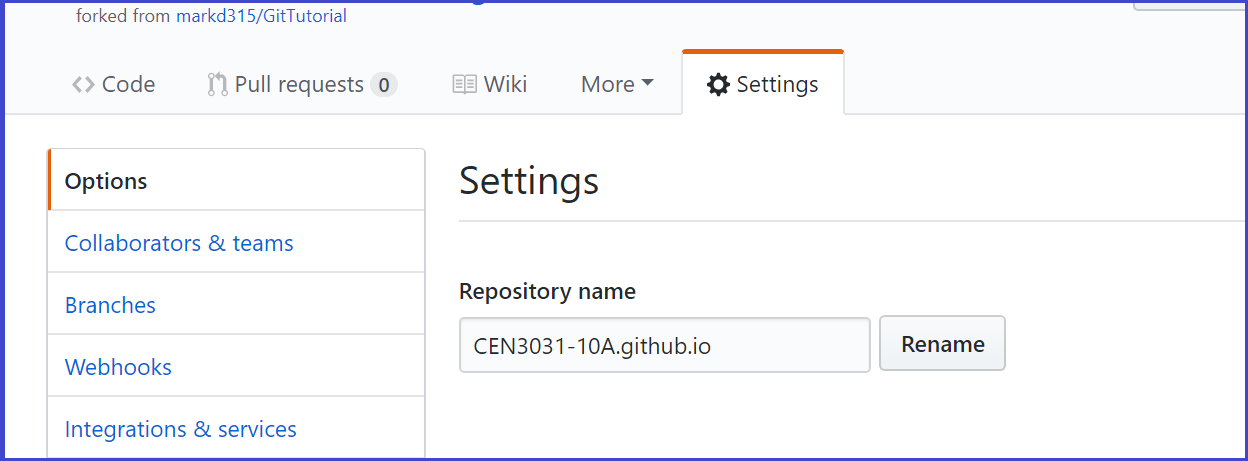 forked from markd315/GitTutorial
Code Pull requests 0 Wiki More Settings
Options
Collaborators & teams
Branches
Webhooks
Integrations & services
Settings
Repository name
CEN3031-10A.github.io Rename